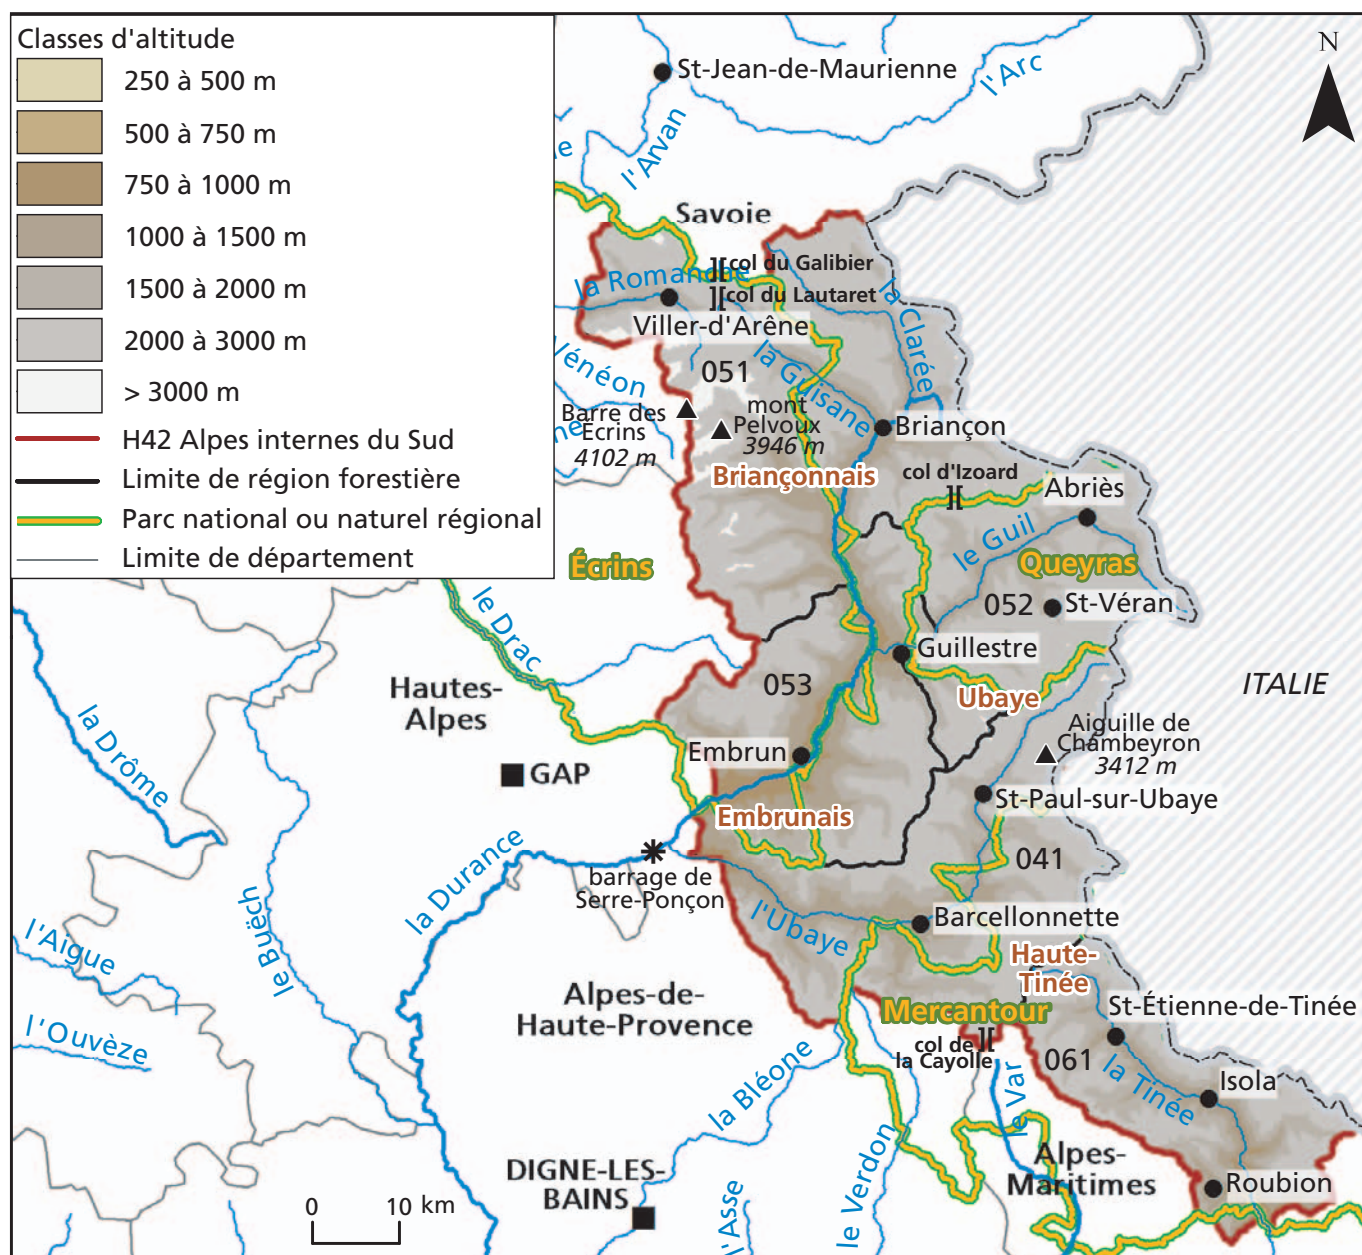 Classes d'altitude
250 à 500 m
500 à 750 m
750 à 1000 m
1000 à 1500 m
1500 à 2000 m
2000 à 3000 m
> 3000 m
H42 Alpes internes du Sud
Limite de région forestière
Parc national ou naturel régional
Limite de département
N
St-Jean-de-Maurienne
l'Arc
l'Arvan
Savoie
col du Galibier
la Romanche
col du Lautaret
la Clarée
Viller-d'Arêne
Vénéon
051
la Guisane
Barre des
Écrins
4102 m
mont
Pelvoux
3946 m
Briançon
Briançonnais
col d'Izoard
Abriès
le Guil
Écrins
Queyras
052
St-Véran
le Drac
Guillestre
053
Hautes-
Alpes
Ubaye
ITALIE
la Drôme
Aiguille de
Chambeyron
3412 m
Embrun
GAP
St-Paul-sur-Ubaye
Embrunais
la Durance
041
barrage de
Serre-Ponçon
le Buëch
l'Ubaye
Barcellonnette
l'Aigue
Haute-
Tinée
Alpes-de-
Haute-Provence
Mercantour
St-Étienne-de-Tinée
l'Ouvèze
col de
la Cayolle
061
la Bléone
le Var
la Tinée
Isola
le Verdon
DIGNE-LES-
BAINS
Alpes-
Maritimes
Roubion
l'Asse
0
10 km